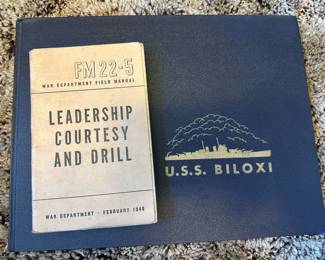 FM 22-5
WAR DEPARTMENT FIELD MANUAL
LEADERSHIP
COURTESY
AND DRILL
WAR DEPARTMENT • FEBRUARY 1946
U.S.S. BILOXI